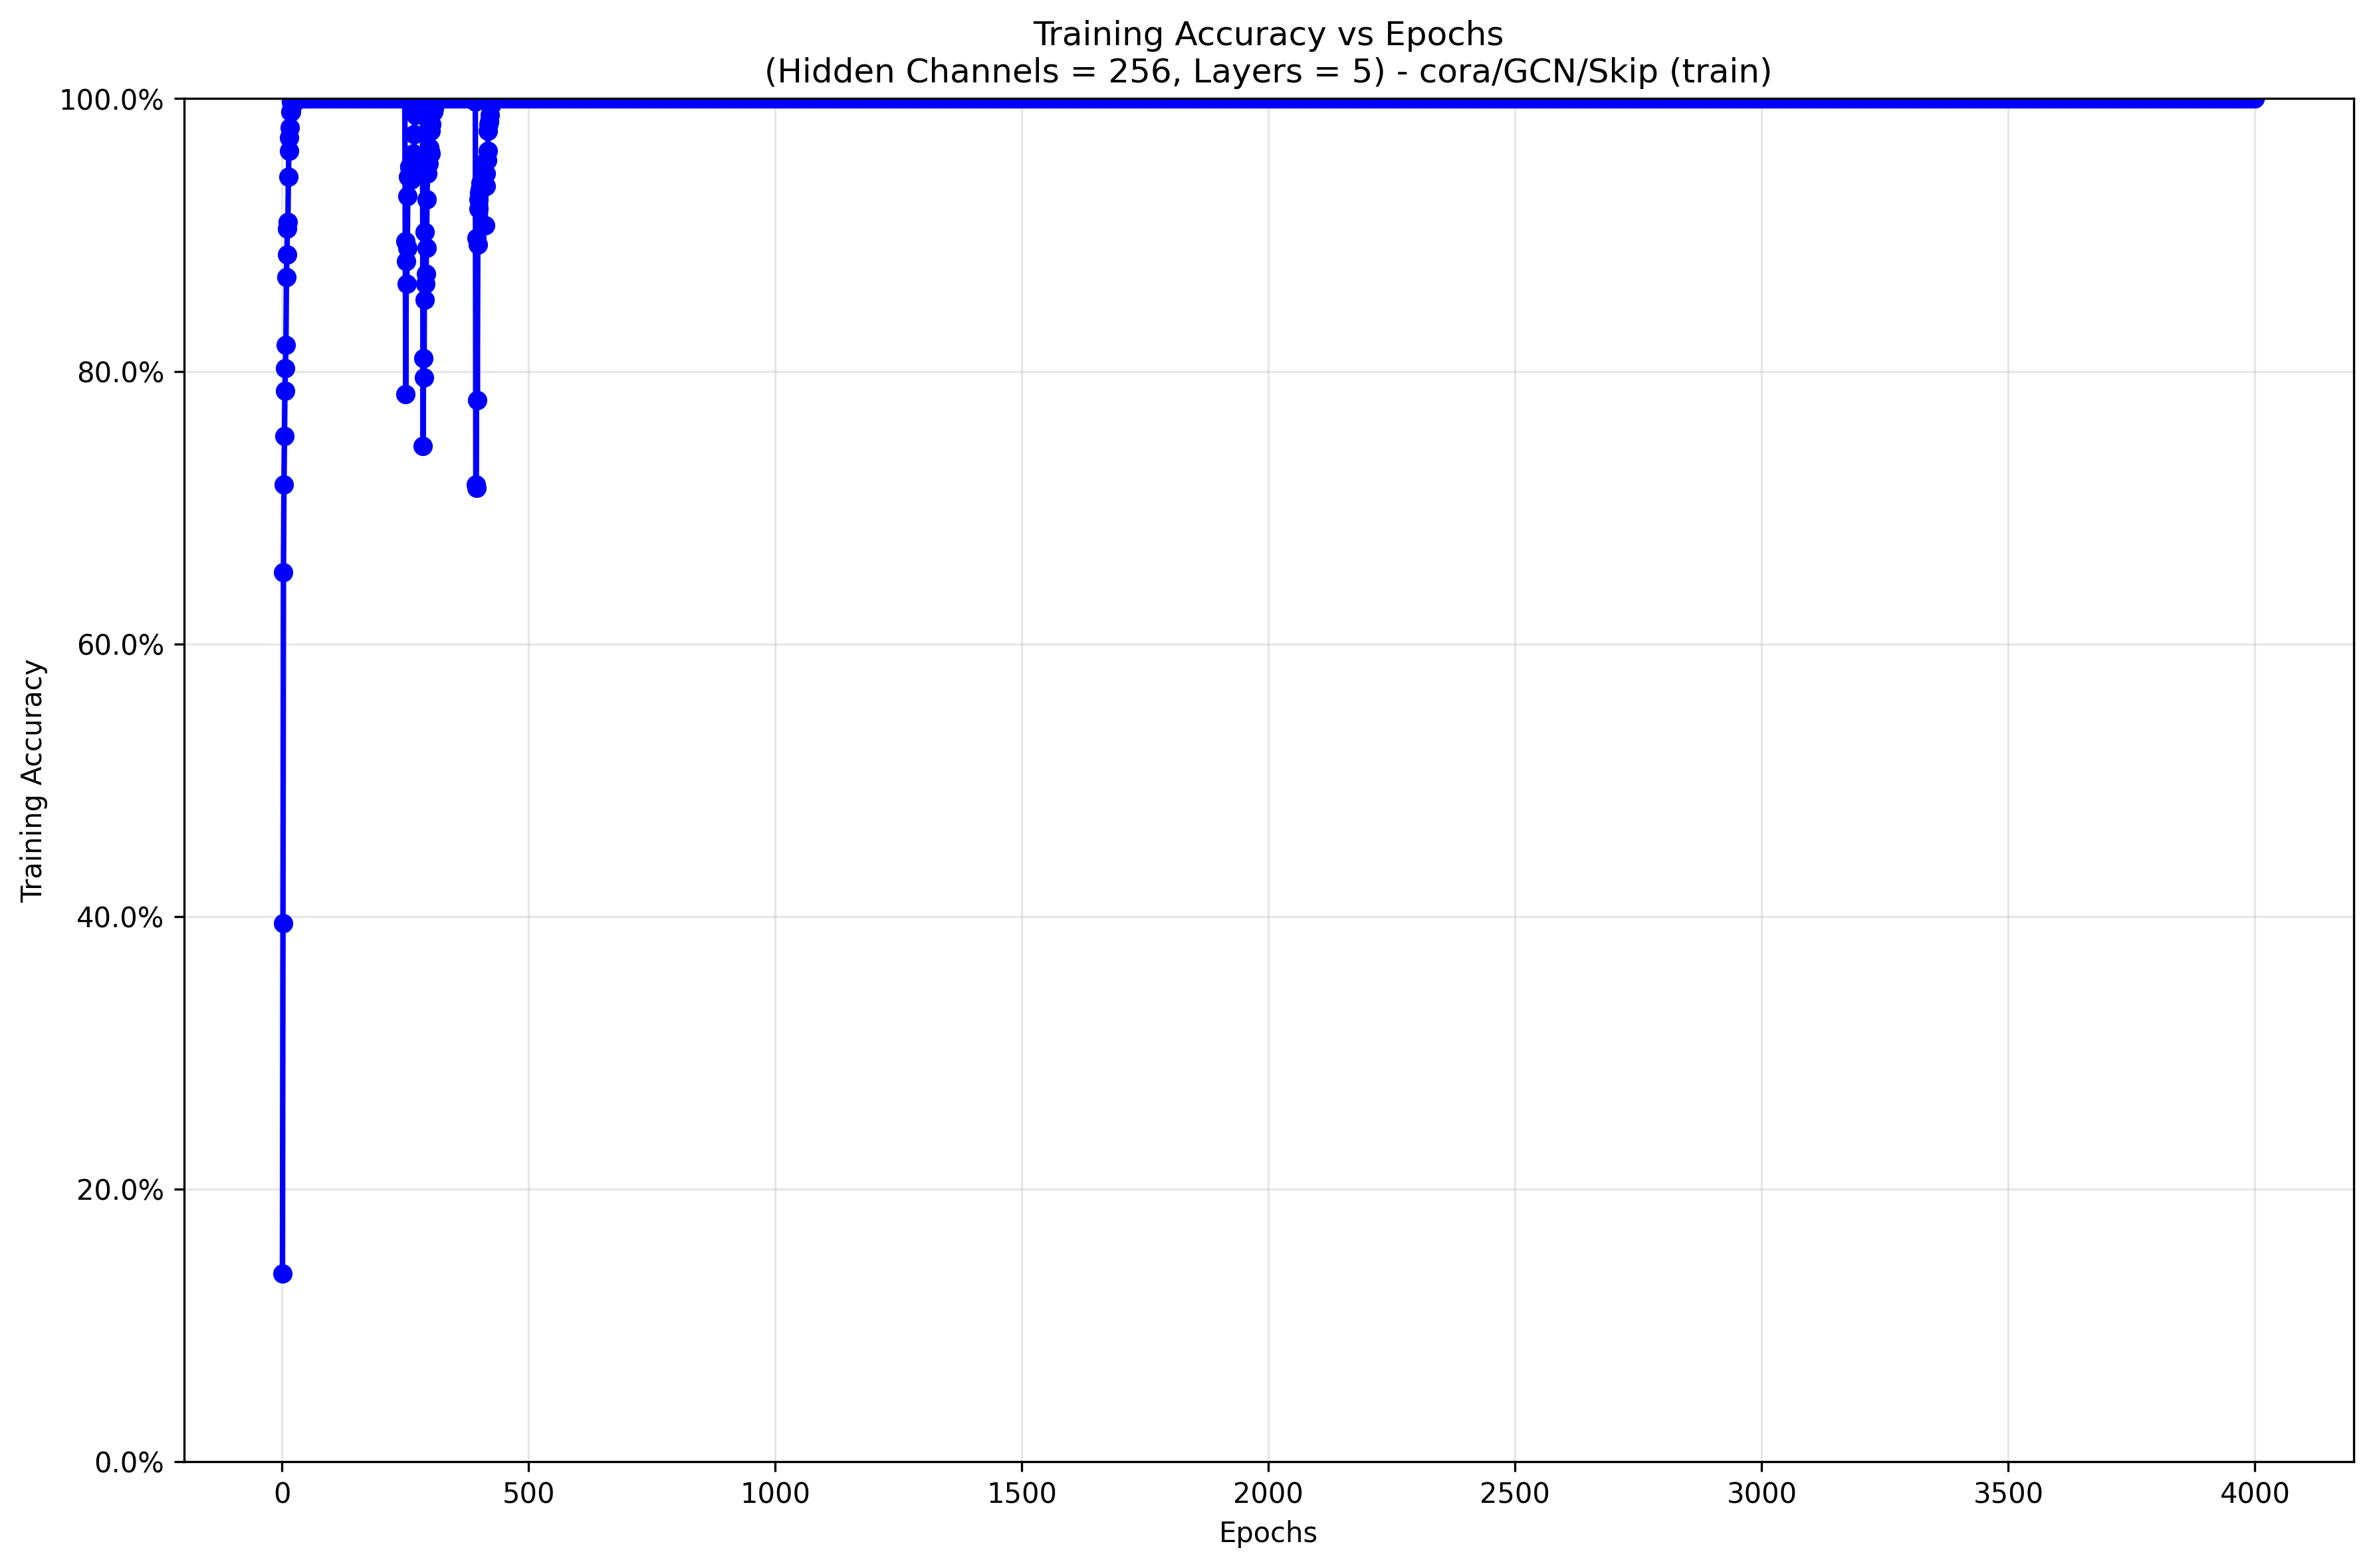 Training Accuracy vs Epochs
(Hidden Channels = 256, Layers = 5) - cora/GCN/Skip (train)
100.0%
80.0%
60.0%
40.0%
20.0%
0.0%
Training Accuracy
0 500 1000 1500 2000 2500 3000 3500 4000
Epochs